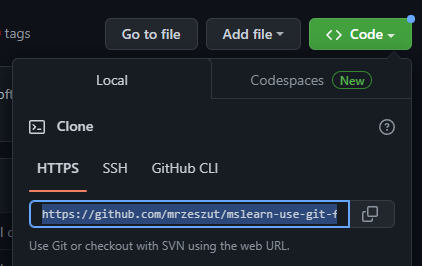 tags
Go to file
Add file
<> Code
Local
Codespaces
New
Clone
HTTPS
SSH
GitHub CLI
https://github.com/mrzeszut/mslearn-use-git-f
Use Git or checkout with SVN using the web URL.